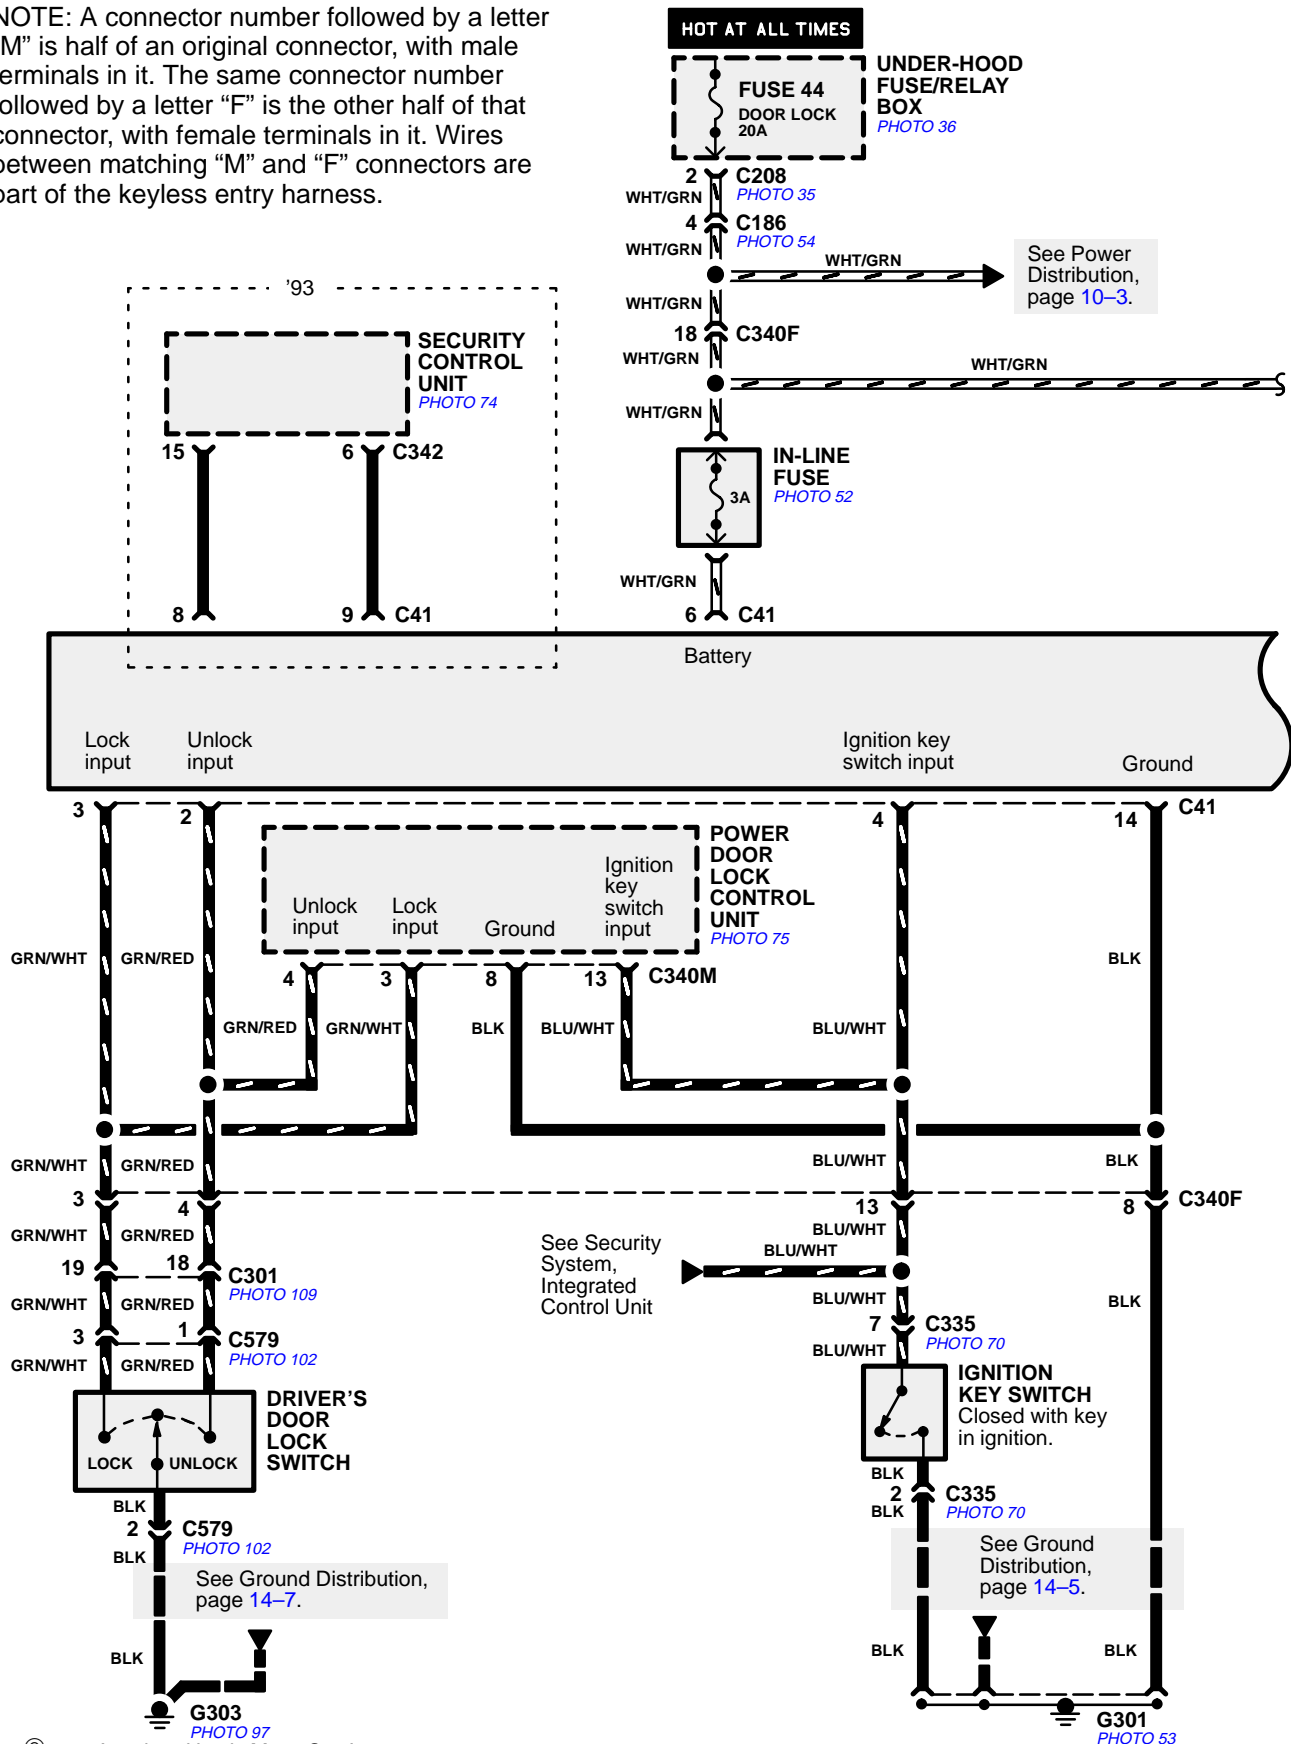 NOTE: A connector number followed by a letter
“M” is half of an original connector, with male
terminals in it. The same connector number
followed by a letter “F” is the other half of that
connector, with female terminals in it. Wires
between matching “M” and “F” connectors are
part of the keyless entry harness.
HOT AT ALL TIMES
FUSE 44
DOOR LOCK
20A
UNDER-HOOD
FUSE/RELAY
BOX
PHOTO 36
2 C208
PHOTO 35
WHT/GRN
4 C186
PHOTO 54
WHT/GRN
WHT/GRN
See Power
Distribution,
page 10–3.
WHT/GRN
18 C340F
WHT/GRN
WHT/GRN
WHT/GRN
IN-LINE
FUSE
PHOTO 52
3A
WHT/GRN
6 C41
’93
SECURITY
CONTROL
UNIT
PHOTO 74
15 6 C342
8 9 C41
Battery
Lock
input
Unlock
input
Ignition key
switch input
Ground
3 2 4 14 C41
POWER
DOOR
LOCK
CONTROL
UNIT
PHOTO 75
Unlock
input
Lock
input
Ground
Ignition
key
switch
input
GRN/WHT GRN/RED BLK
4 3 8 13 C340M
GRN/RED GRN/WHT BLK BLU/WHT BLU/WHT
GRN/WHT GRN/RED BLU/WHT BLK
3 4 13 8 C340F
GRN/WHT GRN/RED BLU/WHT
See Security
System,
Integrated
Control Unit
BLU/WHT
19 18 C301
PHOTO 109
GRN/WHT GRN/RED BLU/WHT BLK
3 1 C579
PHOTO 102
7 C335
PHOTO 70
GRN/WHT GRN/RED BLU/WHT
DRIVER’S
DOOR
LOCK
SWITCH
LOCK UNLOCK
IGNITION
KEY SWITCH
Closed with key
in ignition.
BLK
2 C579
PHOTO 102
BLK
BLK
2 C335
PHOTO 70
BLK
See Ground Distribution,
page 14–7.
See Ground
Distribution,
page 14–5.
BLK BLK BLK
G303
PHOTO 97
G301
PHOTO 53